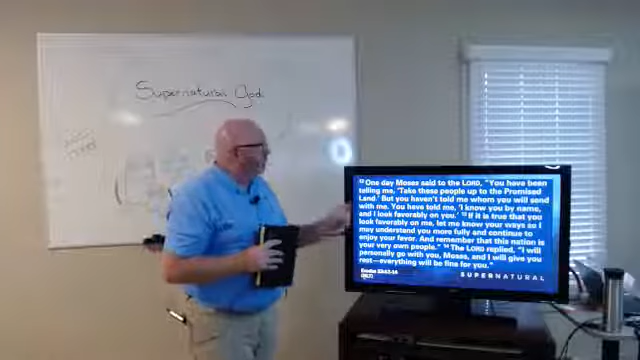 Supernatural God
12 One day Moses said to the LORD, "You have been
telling me, 'Take these people up to the Promised
Land.' But you haven't told me whom you will send
with me. You have told me, 'I know you by name,
and I look favorably on you.' 13 If it is true that you
look favorably on me, let me know your ways so I
may understand you more fully and continue to
enjoy your favor. And remember that this nation is
your very own people." 14 The LORD replied, "I will
personally go with you, Moses, and I will give you
rest—everything will be fine for you."
Exodus 33:12-14
(NLT)
SUPERNATURAL